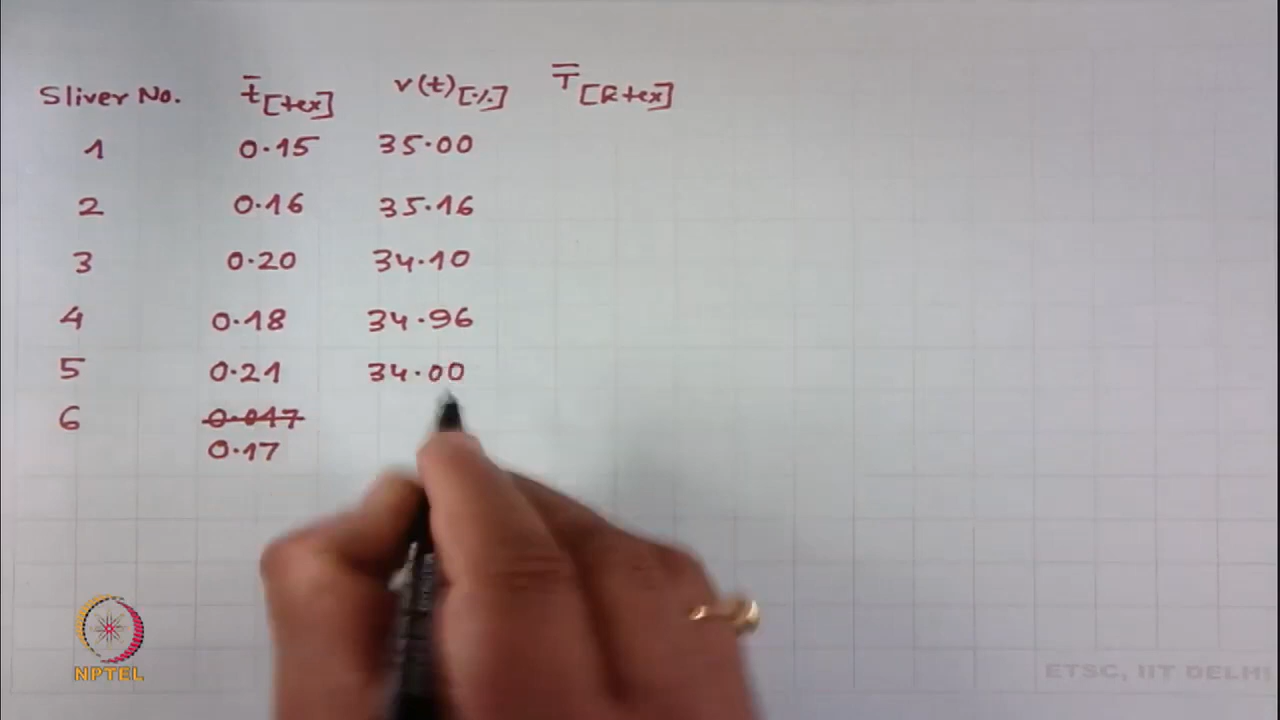 Sliver No. t̄ [tex] v(t) [%] T̿ [ktex]
1 0.15 35.00
2 0.16 35.16
3 0.20 34.10
4 0.18 34.96
5 0.21 34.00
6 0.047
0.17
NPTEL
ETSC, IIT DELHI